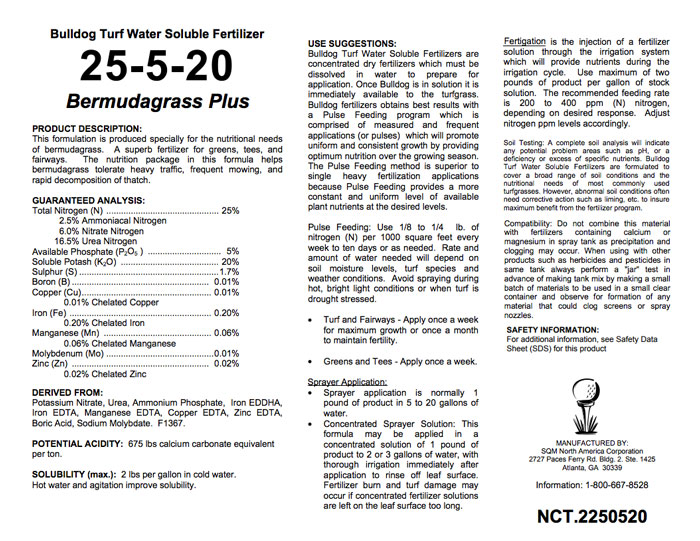 Bulldog Turf Water Soluble Fertilizer
25-5-20
Bermudagrass Plus
PRODUCT DESCRIPTION:
This formulation is produced specially for the nutritional needs
of bermudagrass. A superb fertilizer for greens, tees, and
fairways. The nutrition package in this formula helps
bermudagrass tolerate heavy traffic, frequent mowing, and
rapid decomposition of thatch.
GUARANTEED ANALYSIS:
Total Nitrogen (N) ................................................ 25%
2.5% Ammoniacal Nitrogen
6.0% Nitrate Nitrogen
16.5% Urea Nitrogen
Available Phosphate (P₂O₅ ) .................................. 5%
Soluble Potash (K₂O) .......................................... 20%
Sulphur (S) ............................................................1.7%
Boron (B) ........................................................... 0.01%
Copper (Cu)....................................................... 0.01%
0.01% Chelated Copper
Iron (Fe) ............................................................. 0.20%
0.20% Chelated Iron
Manganese (Mn) ................................................ 0.06%
0.06% Chelated Manganese
Molybdenum (Mo) ...............................................0.01%
Zinc (Zn) ............................................................ 0.02%
0.02% Chelated Zinc
DERIVED FROM:
Potassium Nitrate, Urea, Ammonium Phosphate, Iron EDDHA,
Iron EDTA, Manganese EDTA, Copper EDTA, Zinc EDTA,
Boric Acid, Sodium Molybdate. F1367.
POTENTIAL ACIDITY: 675 lbs calcium carbonate equivalent
per ton.
SOLUBILITY (max.): 2 lbs per gallon in cold water.
Hot water and agitation improve solubility.
USE SUGGESTIONS:
Bulldog Turf Water Soluble Fertilizers are
concentrated dry fertilizers which must be
dissolved in water to prepare for
application. Once Bulldog is in solution it is
immediately available to the turfgrass.
Bulldog fertilizers obtain best results with
a Pulse Feeding program which is
comprised of measured and frequent
applications (or pulses) which will promote
uniform and consistent growth by providing
optimum nutrition over the growing season.
The Pulse Feeding method is superior to
single heavy fertilization applications
because Pulse Feeding provides a more
constant and uniform level of available
plant nutrients at the desired levels.
Pulse Feeding: Use 1/8 to 1/4 lb. of
nitrogen (N) per 1000 square feet every
week to ten days or as needed. Rate and
amount of water needed will depend on
soil moisture levels, turf species and
weather conditions. Avoid spraying during
hot, bright light conditions or when turf is
drought stressed.
• Turf and Fairways - Apply once a week
for maximum growth or once a month
to maintain fertility.
• Greens and Tees - Apply once a week.
Sprayer Application:
• Sprayer application is normally 1
pound of product in 5 to 20 gallons of
water.
• Concentrated Sprayer Solution: This
formula may be applied in a
concentrated solution of 1 pound of
product to 2 or 3 gallons of water, with
thorough irrigation immediately after
application to rinse off leaf surface.
Fertilizer burn and turf damage may
occur if concentrated fertilizer solutions
are left on the leaf surface too long.
Fertigation is the injection of a fertilizer
solution through the irrigation system
which will provide nutrients during the
irrigation cycle. Use maximum of two
pounds of product per gallon of stock
solution. The recommended feeding rate
is 200 to 400 ppm (N) nitrogen,
depending on desired response. Adjust
nitrogen ppm levels accordingly.
Soil Testing: A complete soil analysis will indicate
any potential problem areas such as pH, or a
deficiency or excess of specific nutrients. Bulldog
Turf Water Soluble Fertilizers are formulated to
cover a broad range of soil conditions and the
nutritional needs of most commonly used
turfgrasses. However, abnormal soil conditions often
need corrective action such as liming, etc. to insure
maximum benefit from the fertilizer program.
Compatibility: Do not combine this material
with fertilizers containing calcium or
magnesium in spray tank as precipitation and
clogging may occur. When using with other
products such as herbicides and pesticides in
same tank always perform a "jar" test in
advance of making tank mix by making a small
batch of materials to be used in a small clear
container and observe for formation of any
material that could clog screens or spray
nozzles.
SAFETY INFORMATION:
For additional information, see Safety Data
Sheet (SDS) for this product
MANUFACTURED BY:
SQM North America Corporation
2727 Paces Ferry Rd. Bldg. 2. Ste. 1425
Atlanta, GA 30339
Information: 1-800-667-8528
NCT.2250520